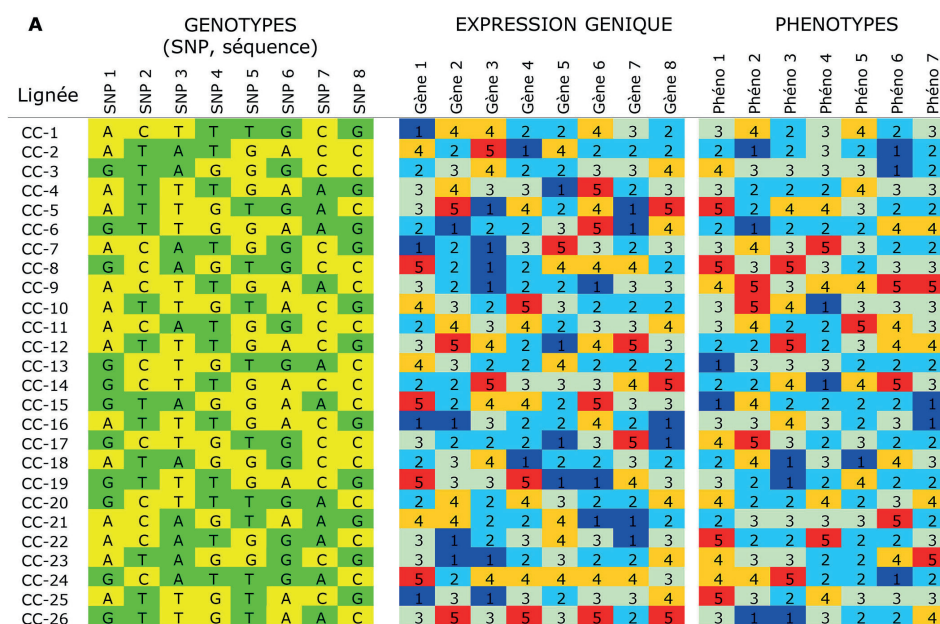 A GENOTYPES (SNP, séquence) EXPRESSION GENIQUE PHENOTYPES
Lignée SNP 1 SNP 2 SNP 3 SNP 4 SNP 5 SNP 6 SNP 7 SNP 8 Gène 1 Gène 2 Gène 3 Gène 4 Gène 5 Gène 6 Gène 7 Gène 8 Phéno 1 Phéno 2 Phéno 3 Phéno 4 Phéno 5 Phéno 6 Phéno 7
CC-1 A C T T T G C G 1 4 4 2 2 4 3 2 3 4 2 3 4 2 3
CC-2 A T A T G A C C 4 2 5 1 4 2 2 2 2 1 2 3 2 1 2
CC-3 G T A G G G C C 2 3 4 2 2 3 3 4 4 3 3 3 3 1 2
CC-4 A T T T G A A G 3 4 3 3 1 5 2 3 3 2 2 2 4 3 3
CC-5 A T T G T G A C 3 5 1 4 2 4 1 5 5 2 4 4 3 2 2
CC-6 G T T G G A A G 2 1 2 2 3 5 1 4 2 1 2 2 2 4 4
CC-7 A C A T G G C G 1 2 1 3 5 3 2 3 3 4 3 5 3 2 2
CC-8 G C A G T G C C 5 2 1 2 4 4 4 2 5 3 5 3 2 3 3
CC-9 A C T T G A A C 3 2 1 2 2 1 3 3 4 5 3 4 4 5 5
CC-10 A T T G T A C G 4 3 2 5 3 2 2 2 3 5 4 1 3 3 3
CC-11 A C A T G G C C 2 4 3 4 2 3 3 4 3 4 2 2 5 4 3
CC-12 A T T T G A C G 3 5 4 2 1 4 5 3 2 2 5 2 3 4 4
CC-13 G C T G T G A C 4 3 2 2 4 2 2 2 1 3 3 3 2 2 2
CC-14 G C T T G A C C 2 2 5 3 3 3 4 5 2 2 4 1 4 5 3
CC-15 G T A G G A A C 5 2 4 4 2 5 3 3 1 4 2 2 2 2 1
CC-16 A T T T G A C G 1 1 3 2 2 4 2 1 3 3 4 3 2 3 1
CC-17 G C T G T G C C 3 2 2 2 1 3 5 1 4 5 3 2 2 2 3
CC-18 A T A G G G C C 2 3 4 1 2 2 3 2 2 4 1 3 1 4 3
CC-19 G T T T G A C G 5 3 3 5 1 1 4 3 3 2 1 2 4 2 2
CC-20 G C T T T G A C 2 4 2 4 3 2 2 4 4 2 2 4 2 3 4
CC-21 A C A G T A A G 4 4 2 2 4 1 1 2 2 3 3 3 3 5 2
CC-22 A C A T G G A C 3 1 2 3 4 3 1 3 5 2 2 5 2 2 2
CC-23 A T A G G G C G 3 1 1 2 3 2 2 4 4 3 3 2 2 4 5
CC-24 G C A T T G A C 5 2 4 4 4 4 4 3 4 4 5 2 2 1 2
CC-25 A T T G T A C G 1 3 1 3 2 3 3 4 5 3 2 4 3 3 3
CC-26 G T T G T A A C 3 5 3 5 3 5 2 5 3 1 1 3 2 2 4